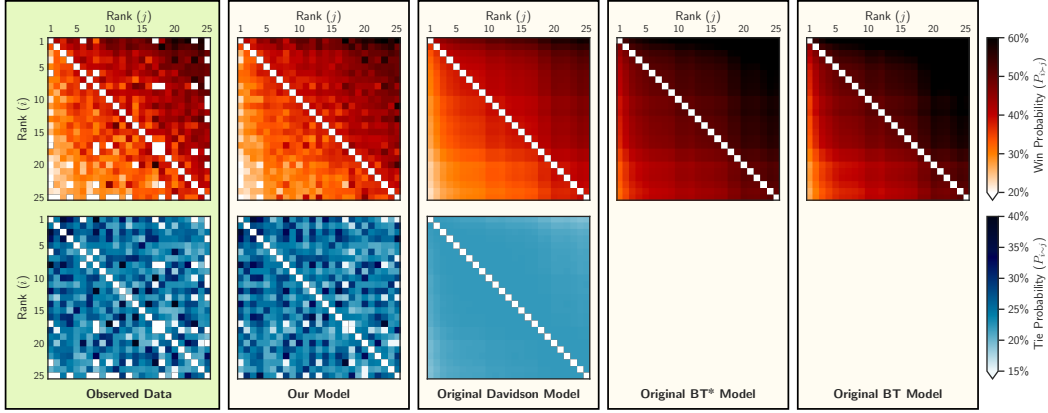 Rank (j)
1 5 10 15 20 25
Rank (j)
1 5 10 15 20 25
Rank (j)
1 5 10 15 20 25
Rank (j)
1 5 10 15 20 25
Rank (j)
1 5 10 15 20 25
Rank (i)
1
5
10
15
20
25
60%
50%
40%
30%
20%
Win Probability (P_{i≻j})
Rank (i)
1
5
10
15
20
25
40%
35%
30%
25%
20%
15%
Tie Probability (P_{i∼j})
Observed Data
Our Model
Original Davidson Model
Original BT* Model
Original BT Model